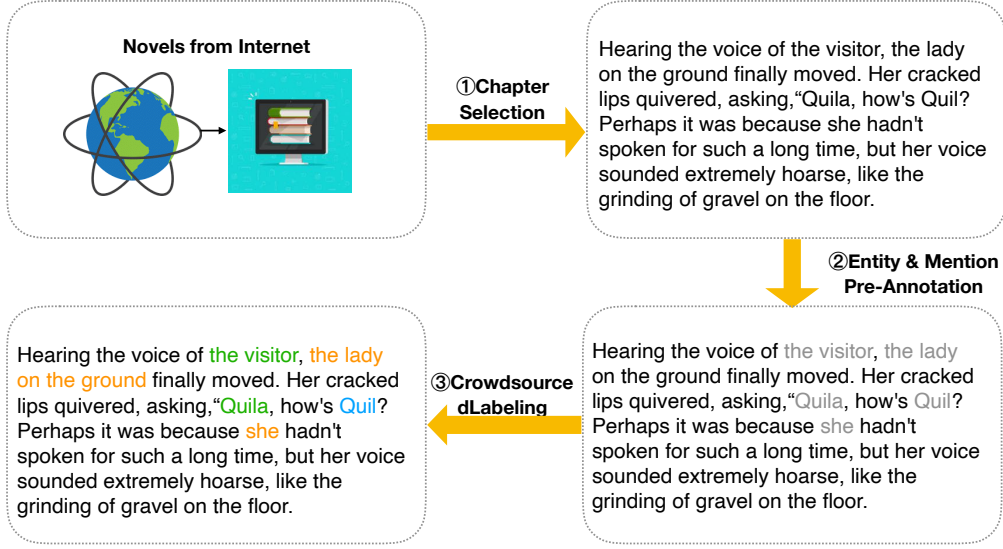 Novels from Internet
①Chapter
Selection
Hearing the voice of the visitor, the lady
on the ground finally moved. Her cracked
lips quivered, asking,“Quila, how's Quil?
Perhaps it was because she hadn't
spoken for such a long time, but her voice
sounded extremely hoarse, like the
grinding of gravel on the floor.
②Entity & Mention
Pre-Annotation
Hearing the voice of the visitor, the lady
on the ground finally moved. Her cracked
lips quivered, asking,“Quila, how's Quil?
Perhaps it was because she hadn't
spoken for such a long time, but her voice
sounded extremely hoarse, like the
grinding of gravel on the floor.
③Crowdsource
dLabeling
Hearing the voice of the visitor, the lady
on the ground finally moved. Her cracked
lips quivered, asking,“Quila, how's Quil?
Perhaps it was because she hadn't
spoken for such a long time, but her voice
sounded extremely hoarse, like the
grinding of gravel on the floor.